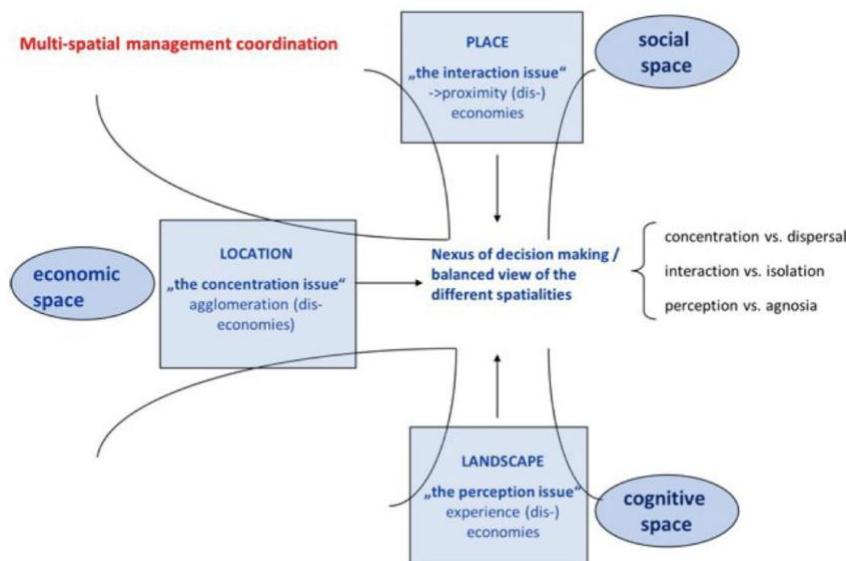 Multi-spatial management coordination
PLACE
„the interaction issue“
->proximity (dis-)
economies
social
space
LOCATION
„the concentration issue“
agglomeration (dis-
economies)
economic
space
Nexus of decision making /
balanced view of the
different spatialities
concentration vs. dispersal
interaction vs. isolation
perception vs. agnosia
LANDSCAPE
„the perception issue“
experience (dis-)
economies
cognitive
space